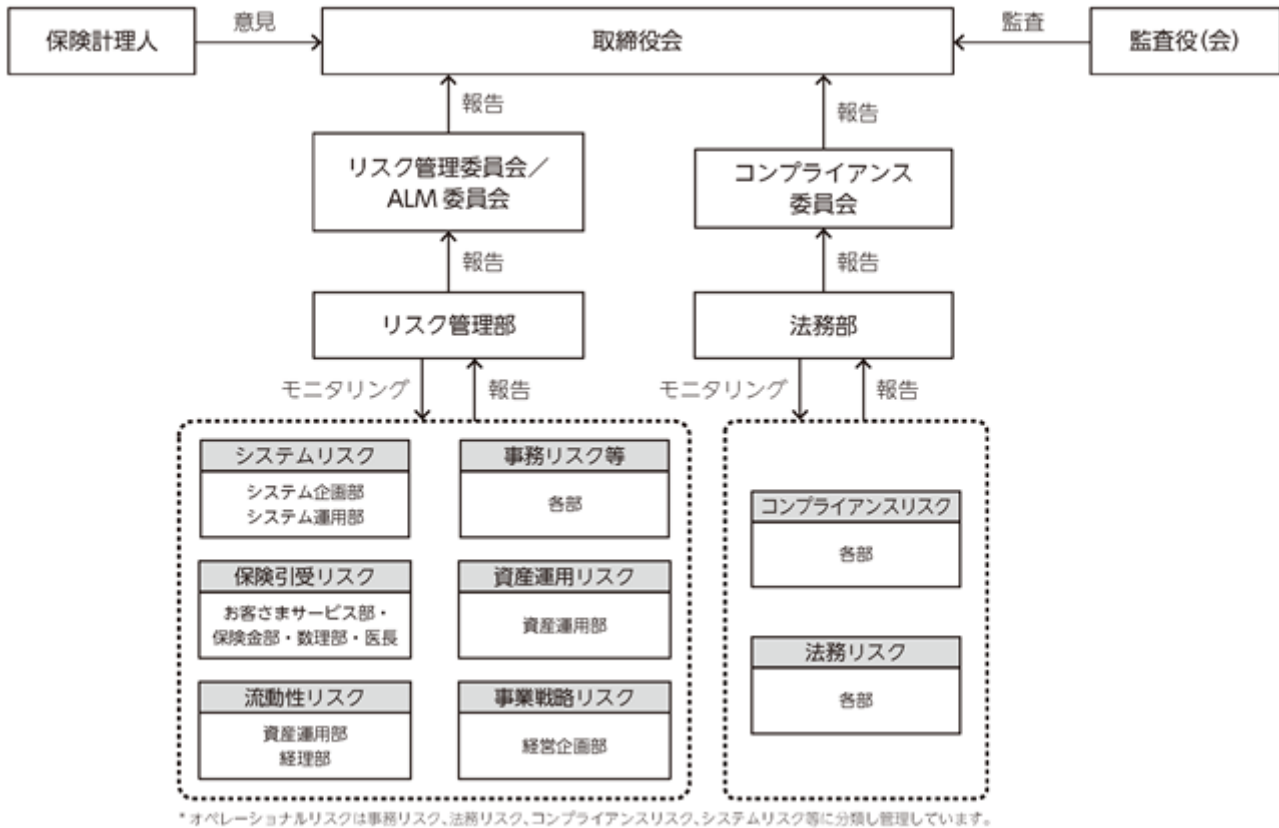 保険計理人
意見
取締役会
監査
監査役(会)
報告
報告
リスク管理委員会／
ALM 委員会
コンプライアンス
委員会
報告
報告
リスク管理部
法務部
モニタリング
報告
モニタリング
報告
システムリスク
システム企画部
システム運用部
事務リスク等
各部
保険引受リスク
お客さまサービス部・
保険金部・数理部・医長
資産運用リスク
資産運用部
流動性リスク
資産運用部
経理部
事業戦略リスク
経営企画部
コンプライアンスリスク
各部
法務リスク
各部
* オペレーショナルリスクは事務リスク、法務リスク、コンプライアンスリスク、システムリスク等に分類し管理しています。